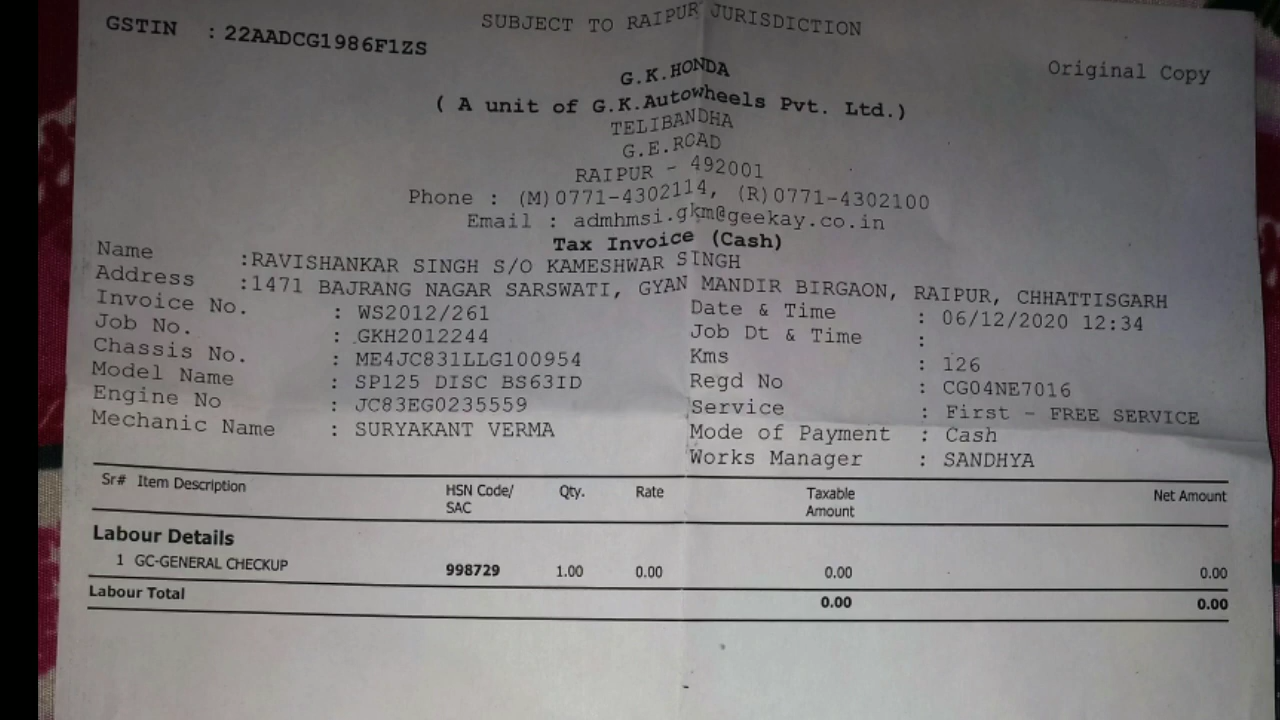 SUBJECT TO RAIPUR JURISDICTION
GSTIN : 22AADCG1986F1ZS
Original Copy
G.K.HONDA
( A unit of G.K.Autowheels Pvt. Ltd.)
TELIBANDHA
G.E.ROAD
RAIPUR - 492001
Phone : (M)0771-4302114, (R)0771-4302100
Email : admhmsi.gkm@geekay.co.in
Tax Invoice (Cash)
Name :RAVISHANKAR SINGH S/O KAMESHWAR SINGH
Address :1471 BAJRANG NAGAR SARSWATI, GYAN MANDIR BIRGAON, RAIPUR, CHHATTISGARH
Invoice No. : WS2012/261 Date & Time : 06/12/2020 12:34
Job No. : GKH2012244 Job Dt & Time :
Chassis No. : ME4JC831LLG100954 Kms : 126
Model Name : SP125 DISC BS63ID Regd No : CG04NE7016
Engine No : JC83EG0235559 Service : First - FREE SERVICE
Mechanic Name : SURYAKANT VERMA Mode of Payment : Cash
Works Manager : SANDHYA
Sr# Item Description HSN Code/ Qty. Rate Taxable Net Amount
SAC Amount
Labour Details
1 GC-GENERAL CHECKUP 998729 1.00 0.00 0.00 0.00
Labour Total 0.00 0.00